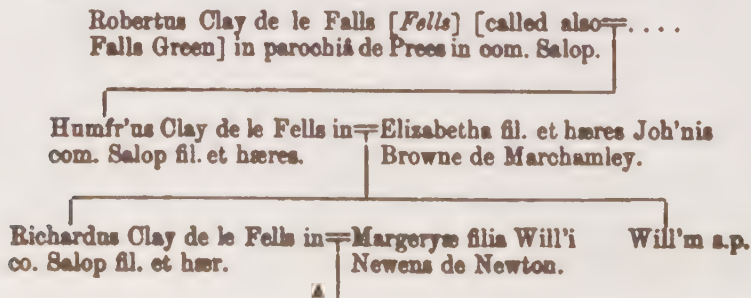 Robertus Clay de le Falls [Fells] [called also=....
Falls Green] in parochiâ de Prees in com. Salop.
Humfr'us Clay de le Fells in=Elizabetha fil. et hæres Joh'nis
com. Salop fil. et hæres. Browne de Marchamley.
Richardus Clay de le Fells in=Margeryæ filia Will'i Will'm s.p.
co. Salop fil. et hær. Newens de Newton.
A